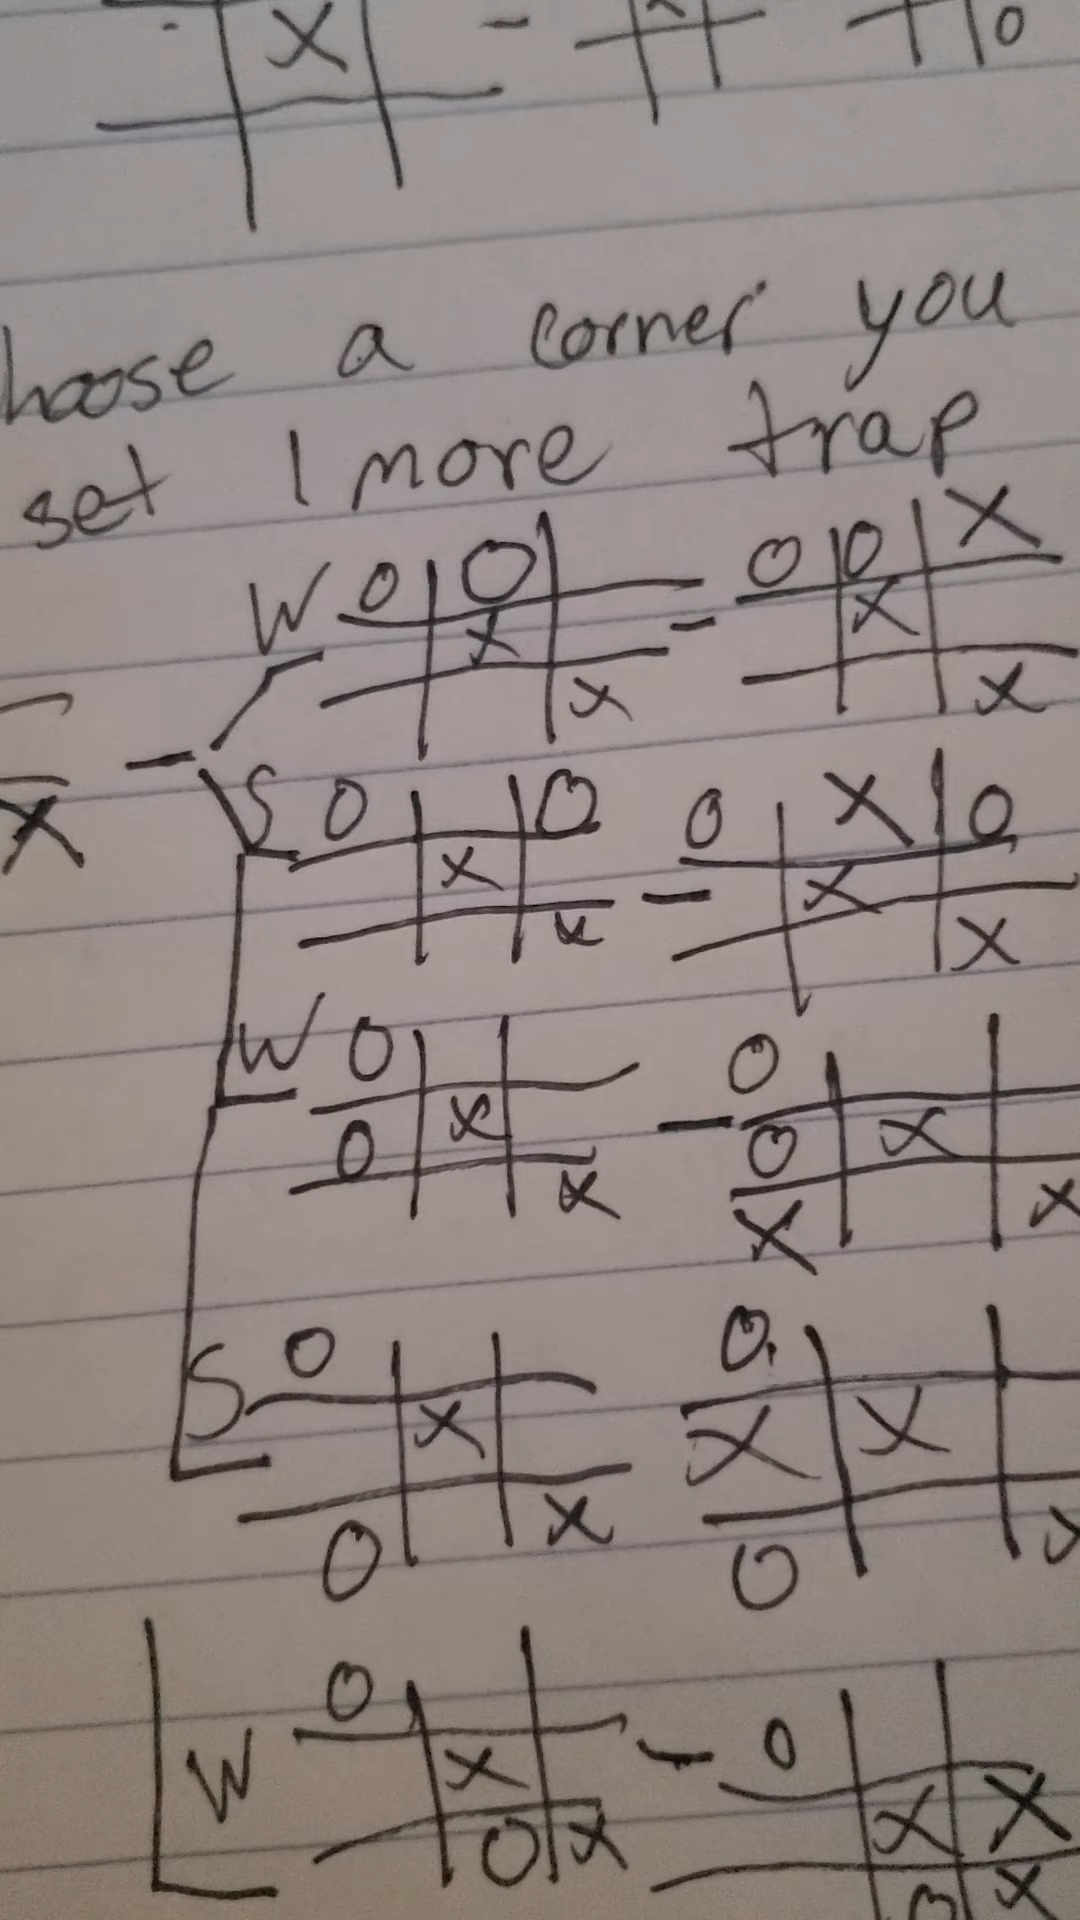 X - X O
hoose a corner you
set 1 more trap
W O O O O X
X - X
X X
X
S O O O X O
X - X
X X
W O O
O X - O X
X X X
S O O
X X X
O X O
W O O
X - X X
O X X